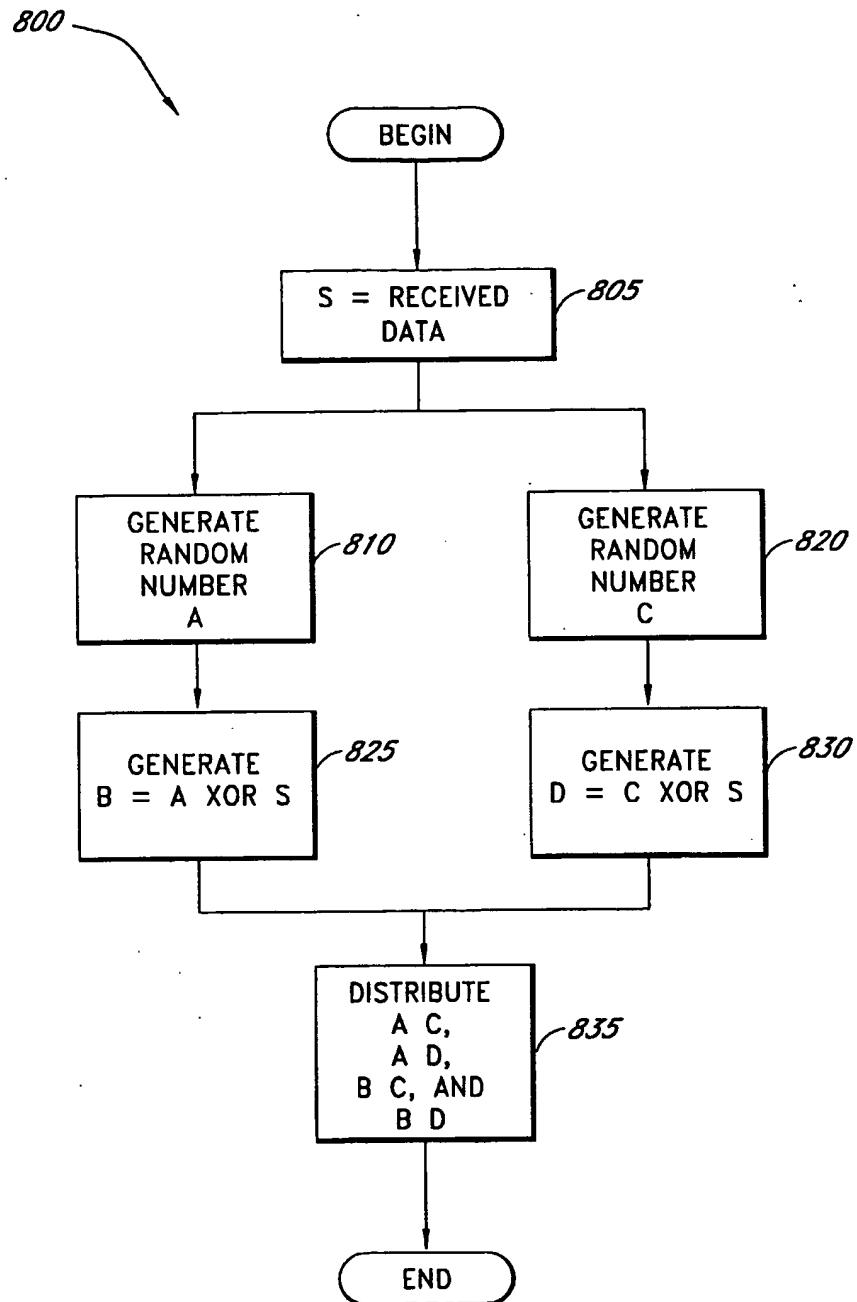 800
BEGIN
S = RECEIVED
DATA
805
GENERATE
RANDOM
NUMBER
A
810
GENERATE
RANDOM
NUMBER
C
820
GENERATE
B = A XOR S
825
GENERATE
D = C XOR S
830
DISTRIBUTE
A C,
A D,
B C, AND
B D
835
END